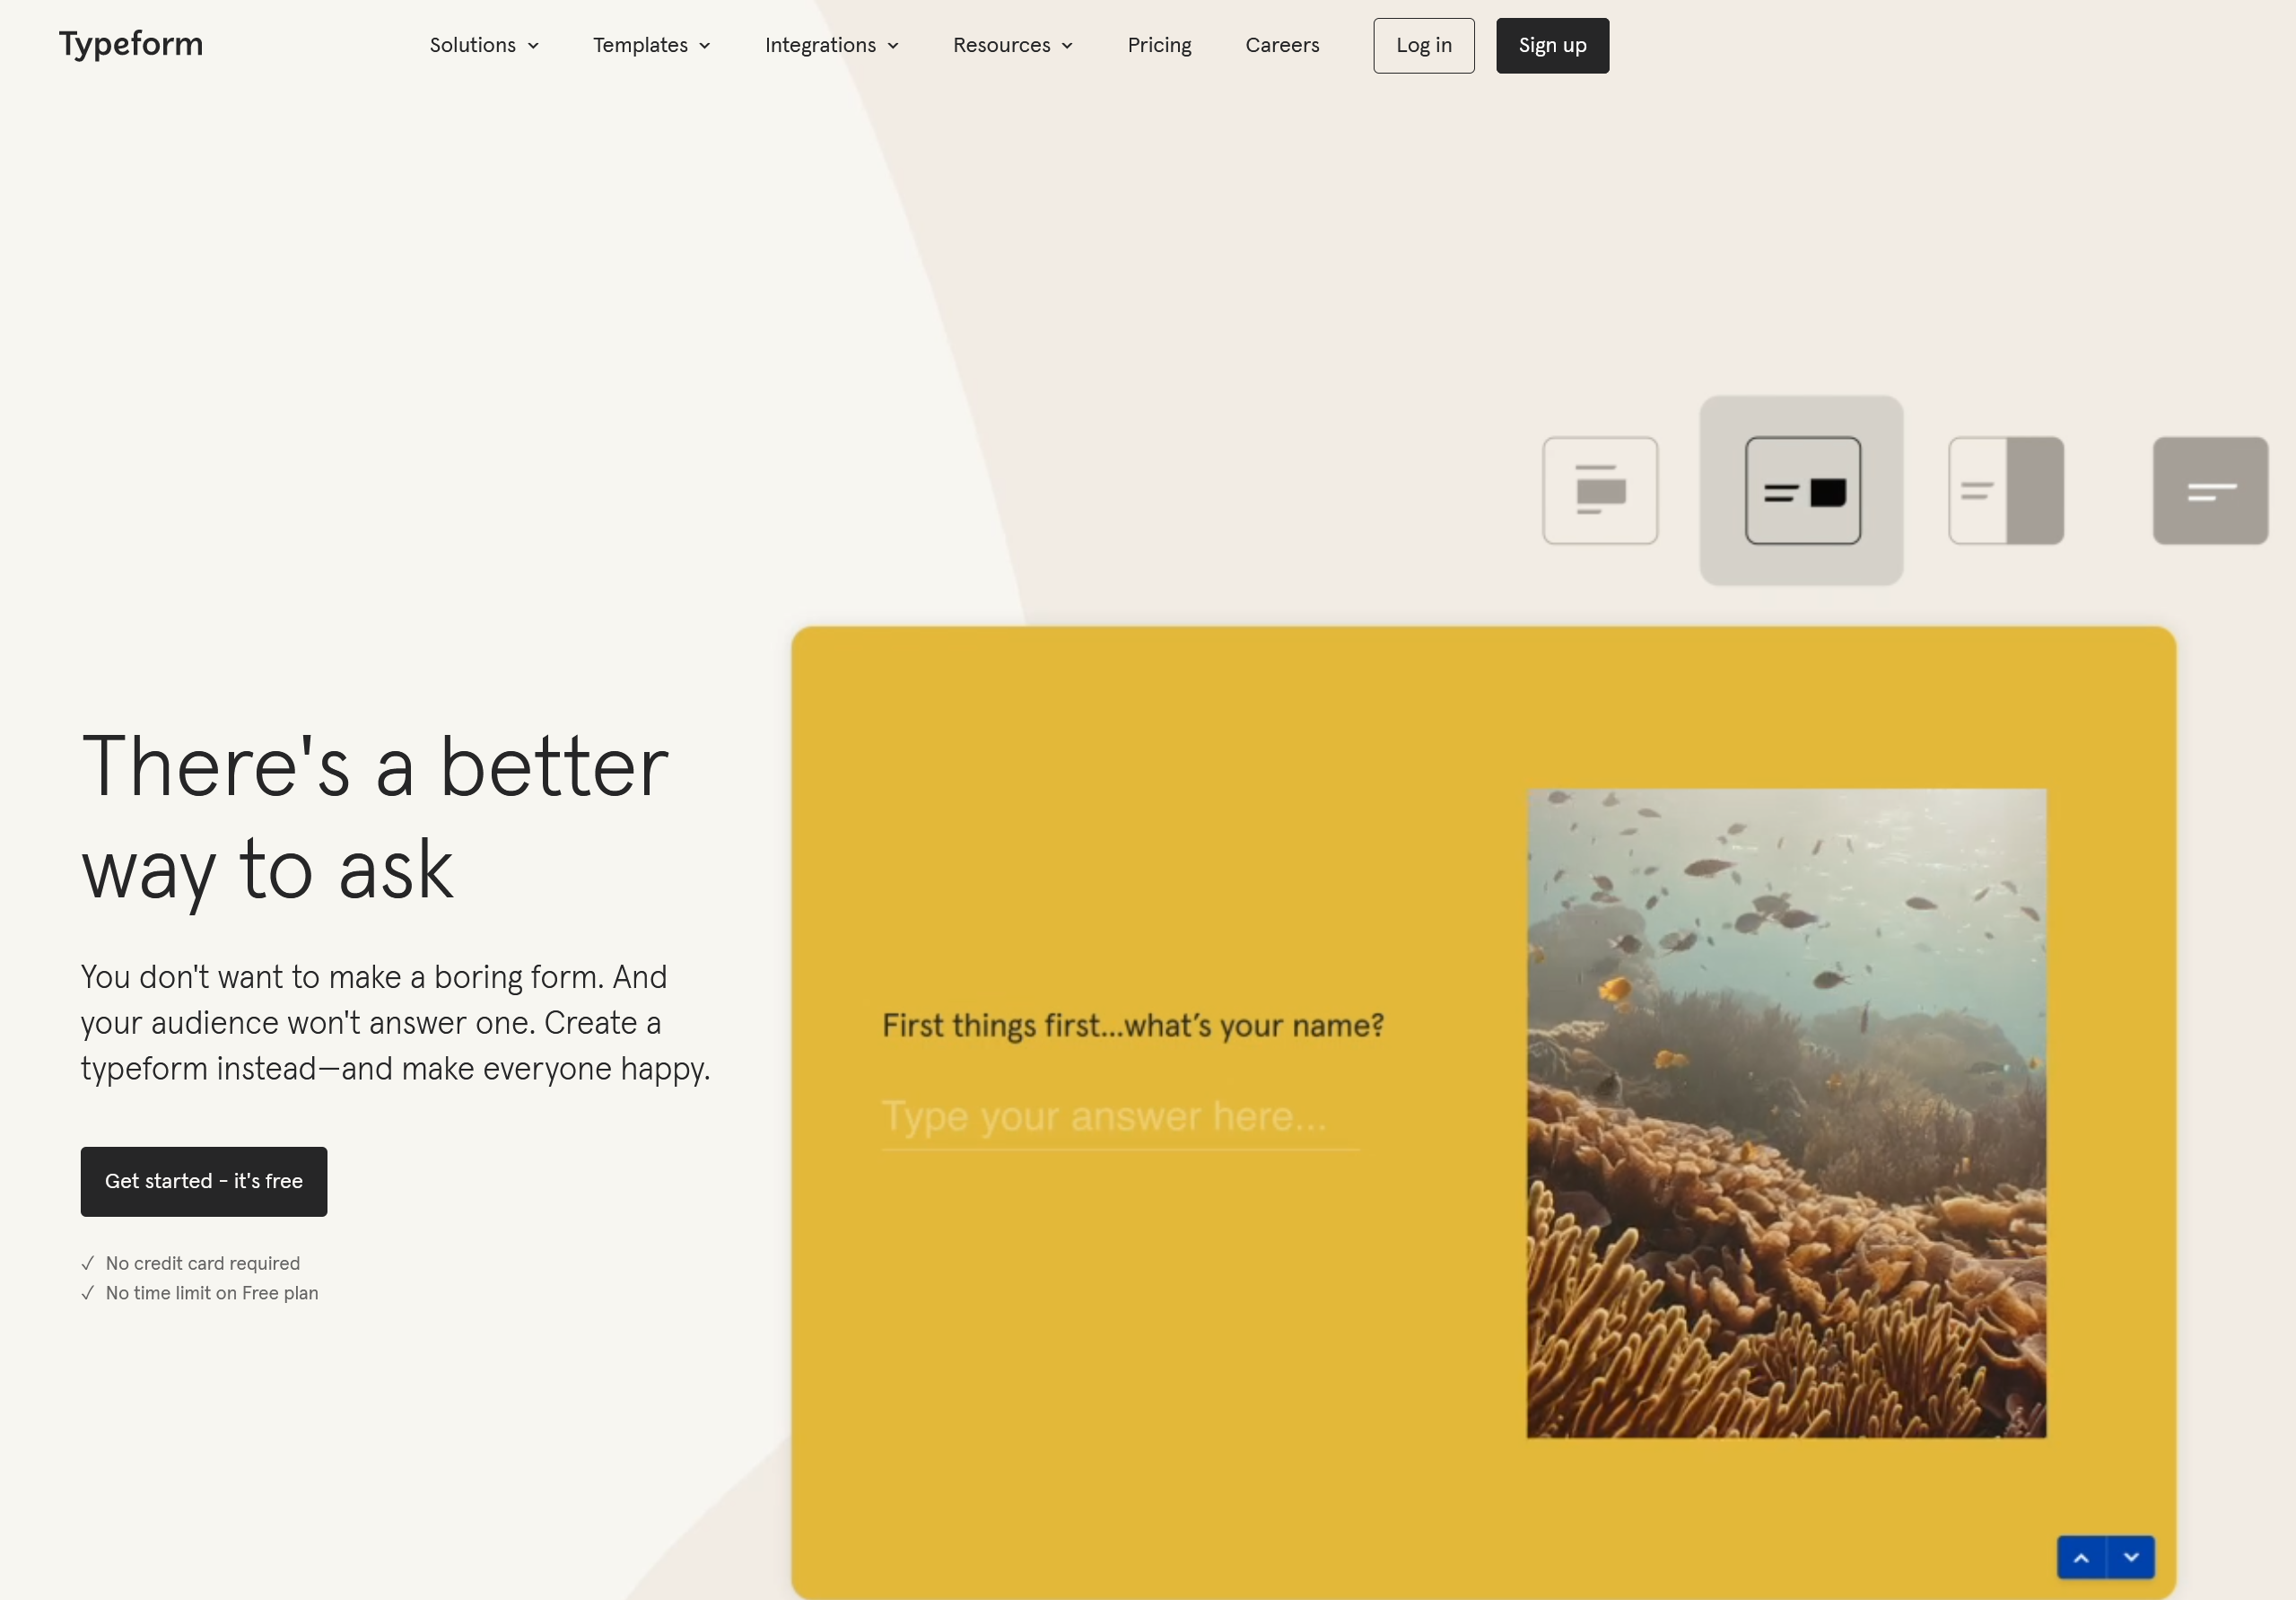 Typeform
Solutions
Templates
Integrations
Resources
Pricing
Careers
Log in
Sign up
There's a better
way to ask
You don't want to make a boring form. And
your audience won't answer one. Create a
typeform instead—and make everyone happy.
Get started - it's free
✓ No credit card required
✓ No time limit on Free plan
First things first...what’s your name?
Type your answer here...